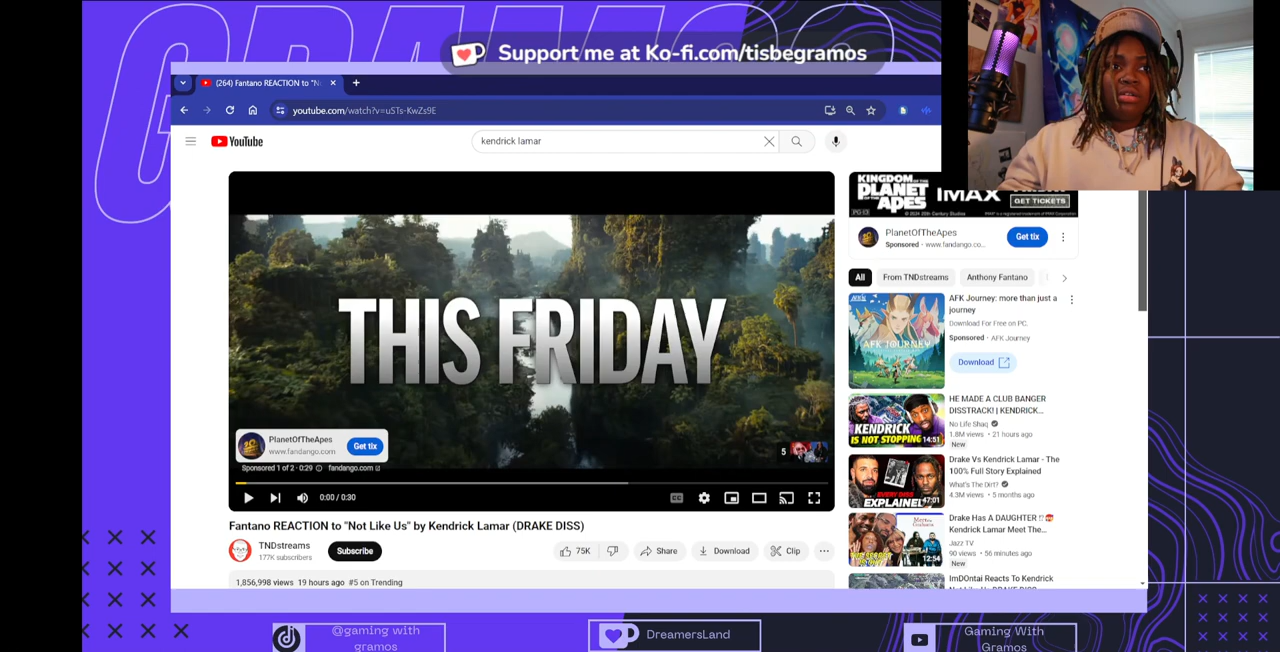 GRAMOS
Support me at Ko-fi.com/tisbegramos
(264) Fantano REACTION to "N
youtube.com/watch?v=uSTs-KwZs9E
YouTube
kendrick lamar
THIS FRIDAY
PlanetOfTheApes
www.fandango.com
Get tix
Sponsored 1 of 2 · 0:29
fandango.com
5
0:00 / 0:30
CC
Fantano REACTION to "Not Like Us" by Kendrick Lamar (DRAKE DISS)
TNDstreams
177K subscribers
Subscribe
75K
Share
Download
Clip
1,856,998 views 19 hours ago #5 on Trending
KINGDOM OF THE
PLANET
OF THE
APES
IMAX
GET TICKETS
PG-13
PlanetOfTheApes
Sponsored · www.fandango.co...
Get tix
All
From TNDstreams
Anthony Fantano
AFK JOURNEY
AFK Journey: more than just a
journey
Download For Free on PC.
Sponsored · AFK Journey
Download
KENDRICK
IS NOT STOPPING
14:51
HE MADE A CLUB BANGER
DISSTRACK! | KENDRICK...
No Life Shaq
1.8M views · 21 hours ago
New
EVERY DISS
EXPLAINED
47:01
Drake Vs Kendrick Lamar - The
100% Full Story Explained
What's The Dirt?
4.3M views · 5 months ago
12:54
Drake Has A DAUGHTER
Kendrick Lamar Meet The...
Jazz TV
90 views · 56 minutes ago
New
ImDOntai Reacts To Kendrick
@gaming with
gramos
DreamersLand
Gaming With
Gramos